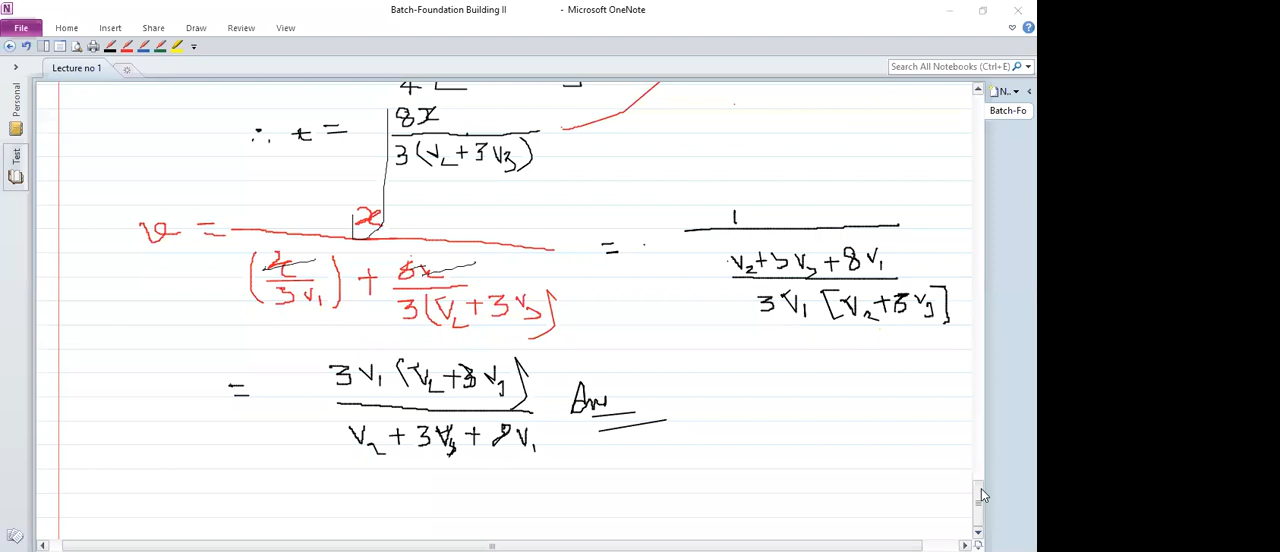 Batch-Foundation Building II - Microsoft OneNote
File Home Insert Share Draw Review View
Lecture no 1
Search All Notebooks (Ctrl+E)
Personal
Test
N..
Batch-Fo
4 [ ]
∴ t = 8x / 3(V2 + 3V3)
v = x / ((x / 3V1) + 8x / 3(V2 + 3V3)) = 1 / ((V2 + 3V3 + 8V1) / 3V1[V2 + 3V3])
= 3V1(V2 + 3V3) / (V2 + 3V3 + 8V1) Ans